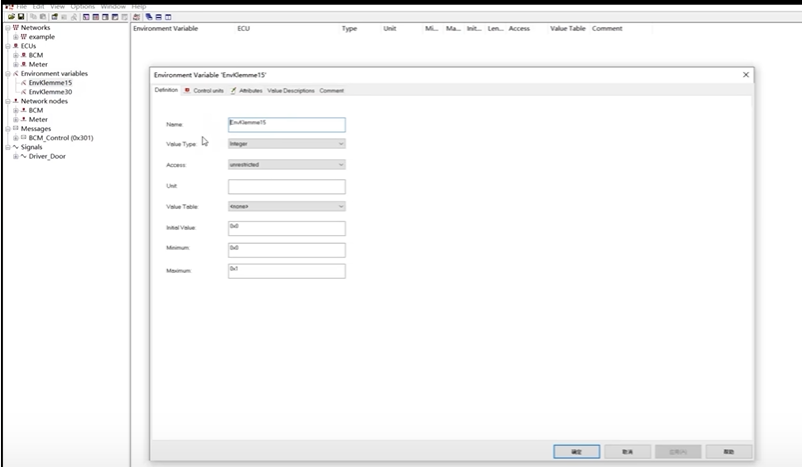 File Edit View Options Window Help
Networks
example
ECUs
BCM
Meter
Environment variables
EnvKlemme15
EnvKlemme30
Network nodes
BCM
Meter
Messages
BCM_Control (0x301)
Signals
Driver_Door
Environment Variable ECU Type Unit Mi... Ma... Init... Len... Access Value Table Comment
Environment Variable 'EnvKlemme15'
Definition Control units Attributes Value Descriptions Comment
Name: EnvKlemme15
Value Type: Integer
Access: unrestricted
Unit:
Value Table: <none>
Initial Value: 0x0
Minimum: 0x0
Maximum: 0x1
确定 取消 应用(A) 帮助